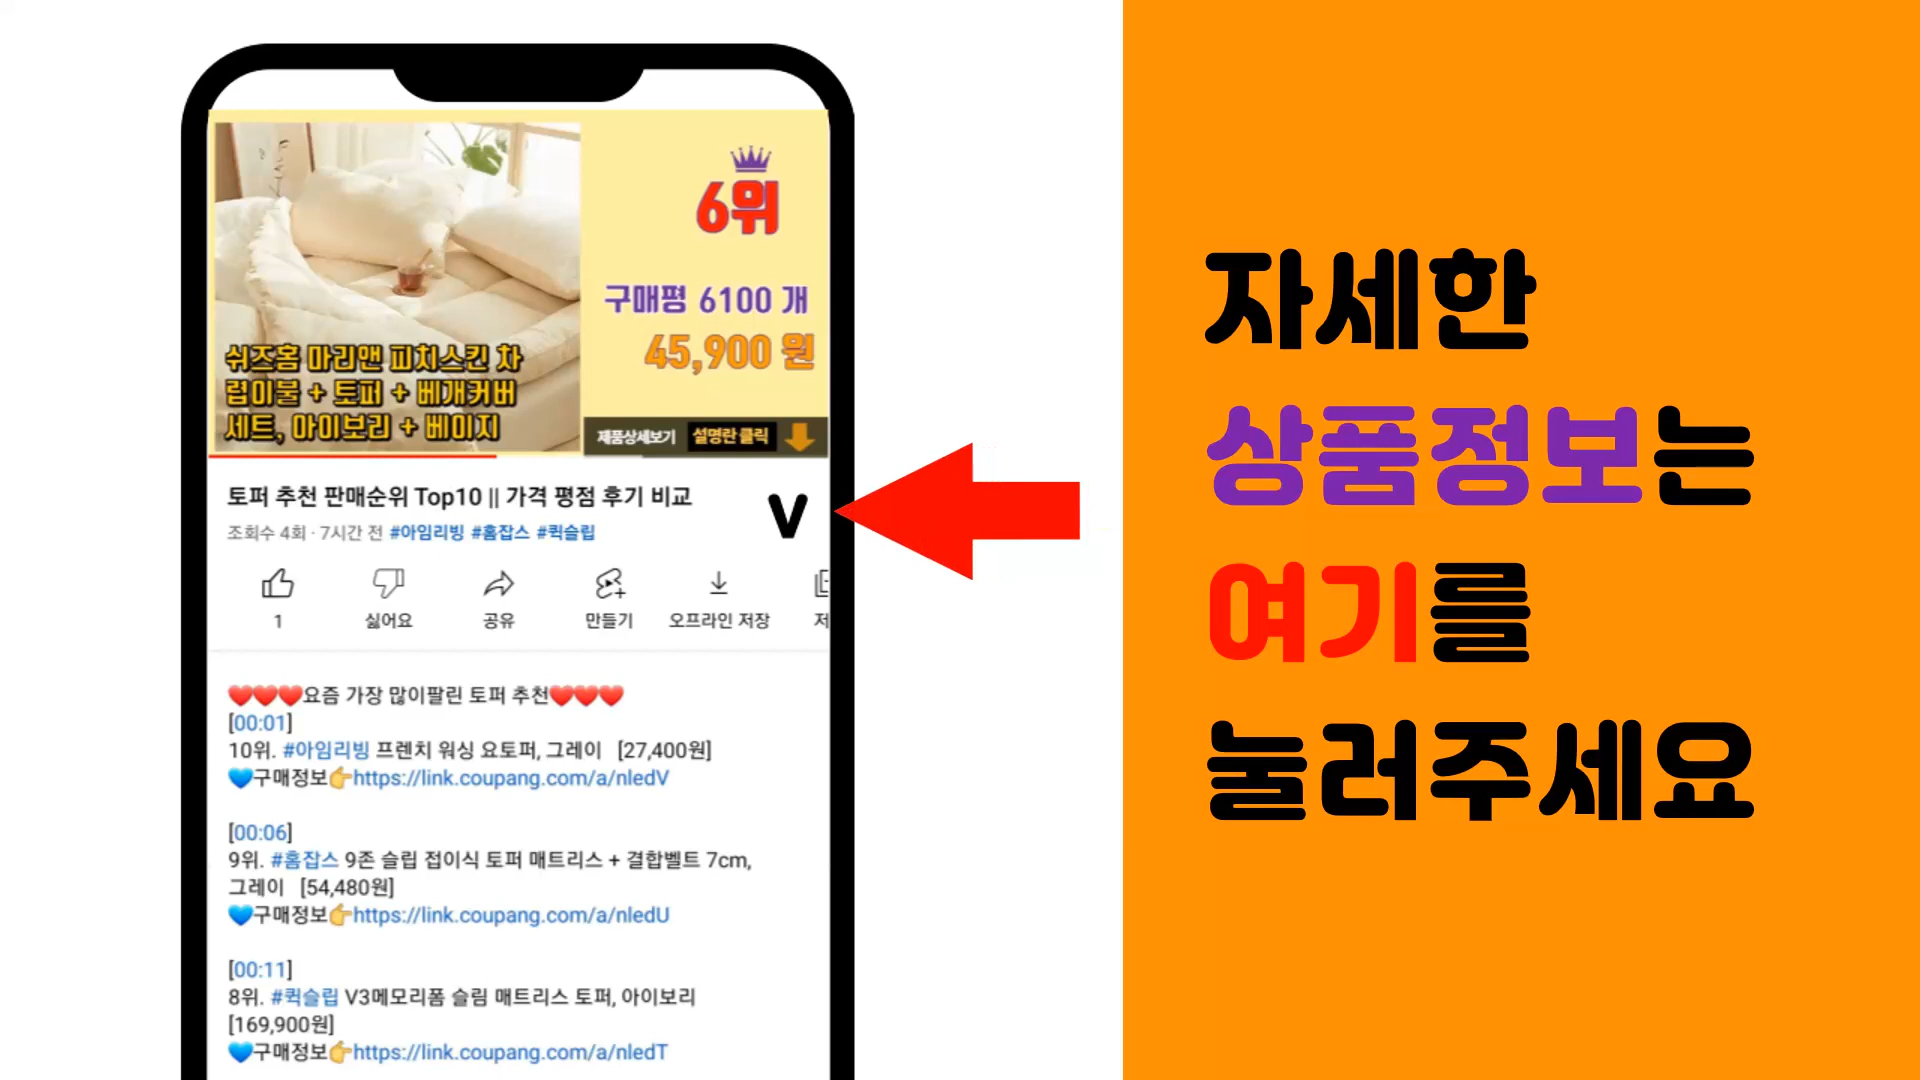 6위
구매평 6100 개
45,900 원
쉬즈홈 마리앤 피치스킨 차
렵이불 + 토퍼 + 베개커버
세트, 아이보리 + 베이지
제품상세보기 설명란 클릭
토퍼 추천 판매순위 Top10 || 가격 평점 후기 비교
V
조회수 4회 · 7시간 전 #아임리빙 #홈잡스 #퀵슬립
1 싫어요 공유 만들기 오프라인 저장 저
❤❤❤요즘 가장 많이팔린 토퍼 추천❤❤❤
[00:01]
10위. #아임리빙 프렌치 워싱 요토퍼, 그레이 [27,400원]
💙구매정보👉https://link.coupang.com/a/nledV
[00:06]
9위. #홈잡스 9존 슬립 접이식 토퍼 매트리스 + 결합벨트 7cm,
그레이 [54,480원]
💙구매정보👉https://link.coupang.com/a/nledU
[00:11]
8위. #퀵슬립 V3메모리폼 슬림 매트리스 토퍼, 아이보리
[169,900원]
💙구매정보👉https://link.coupang.com/a/nledT
자세한
상품정보는
여기를
눌러주세요